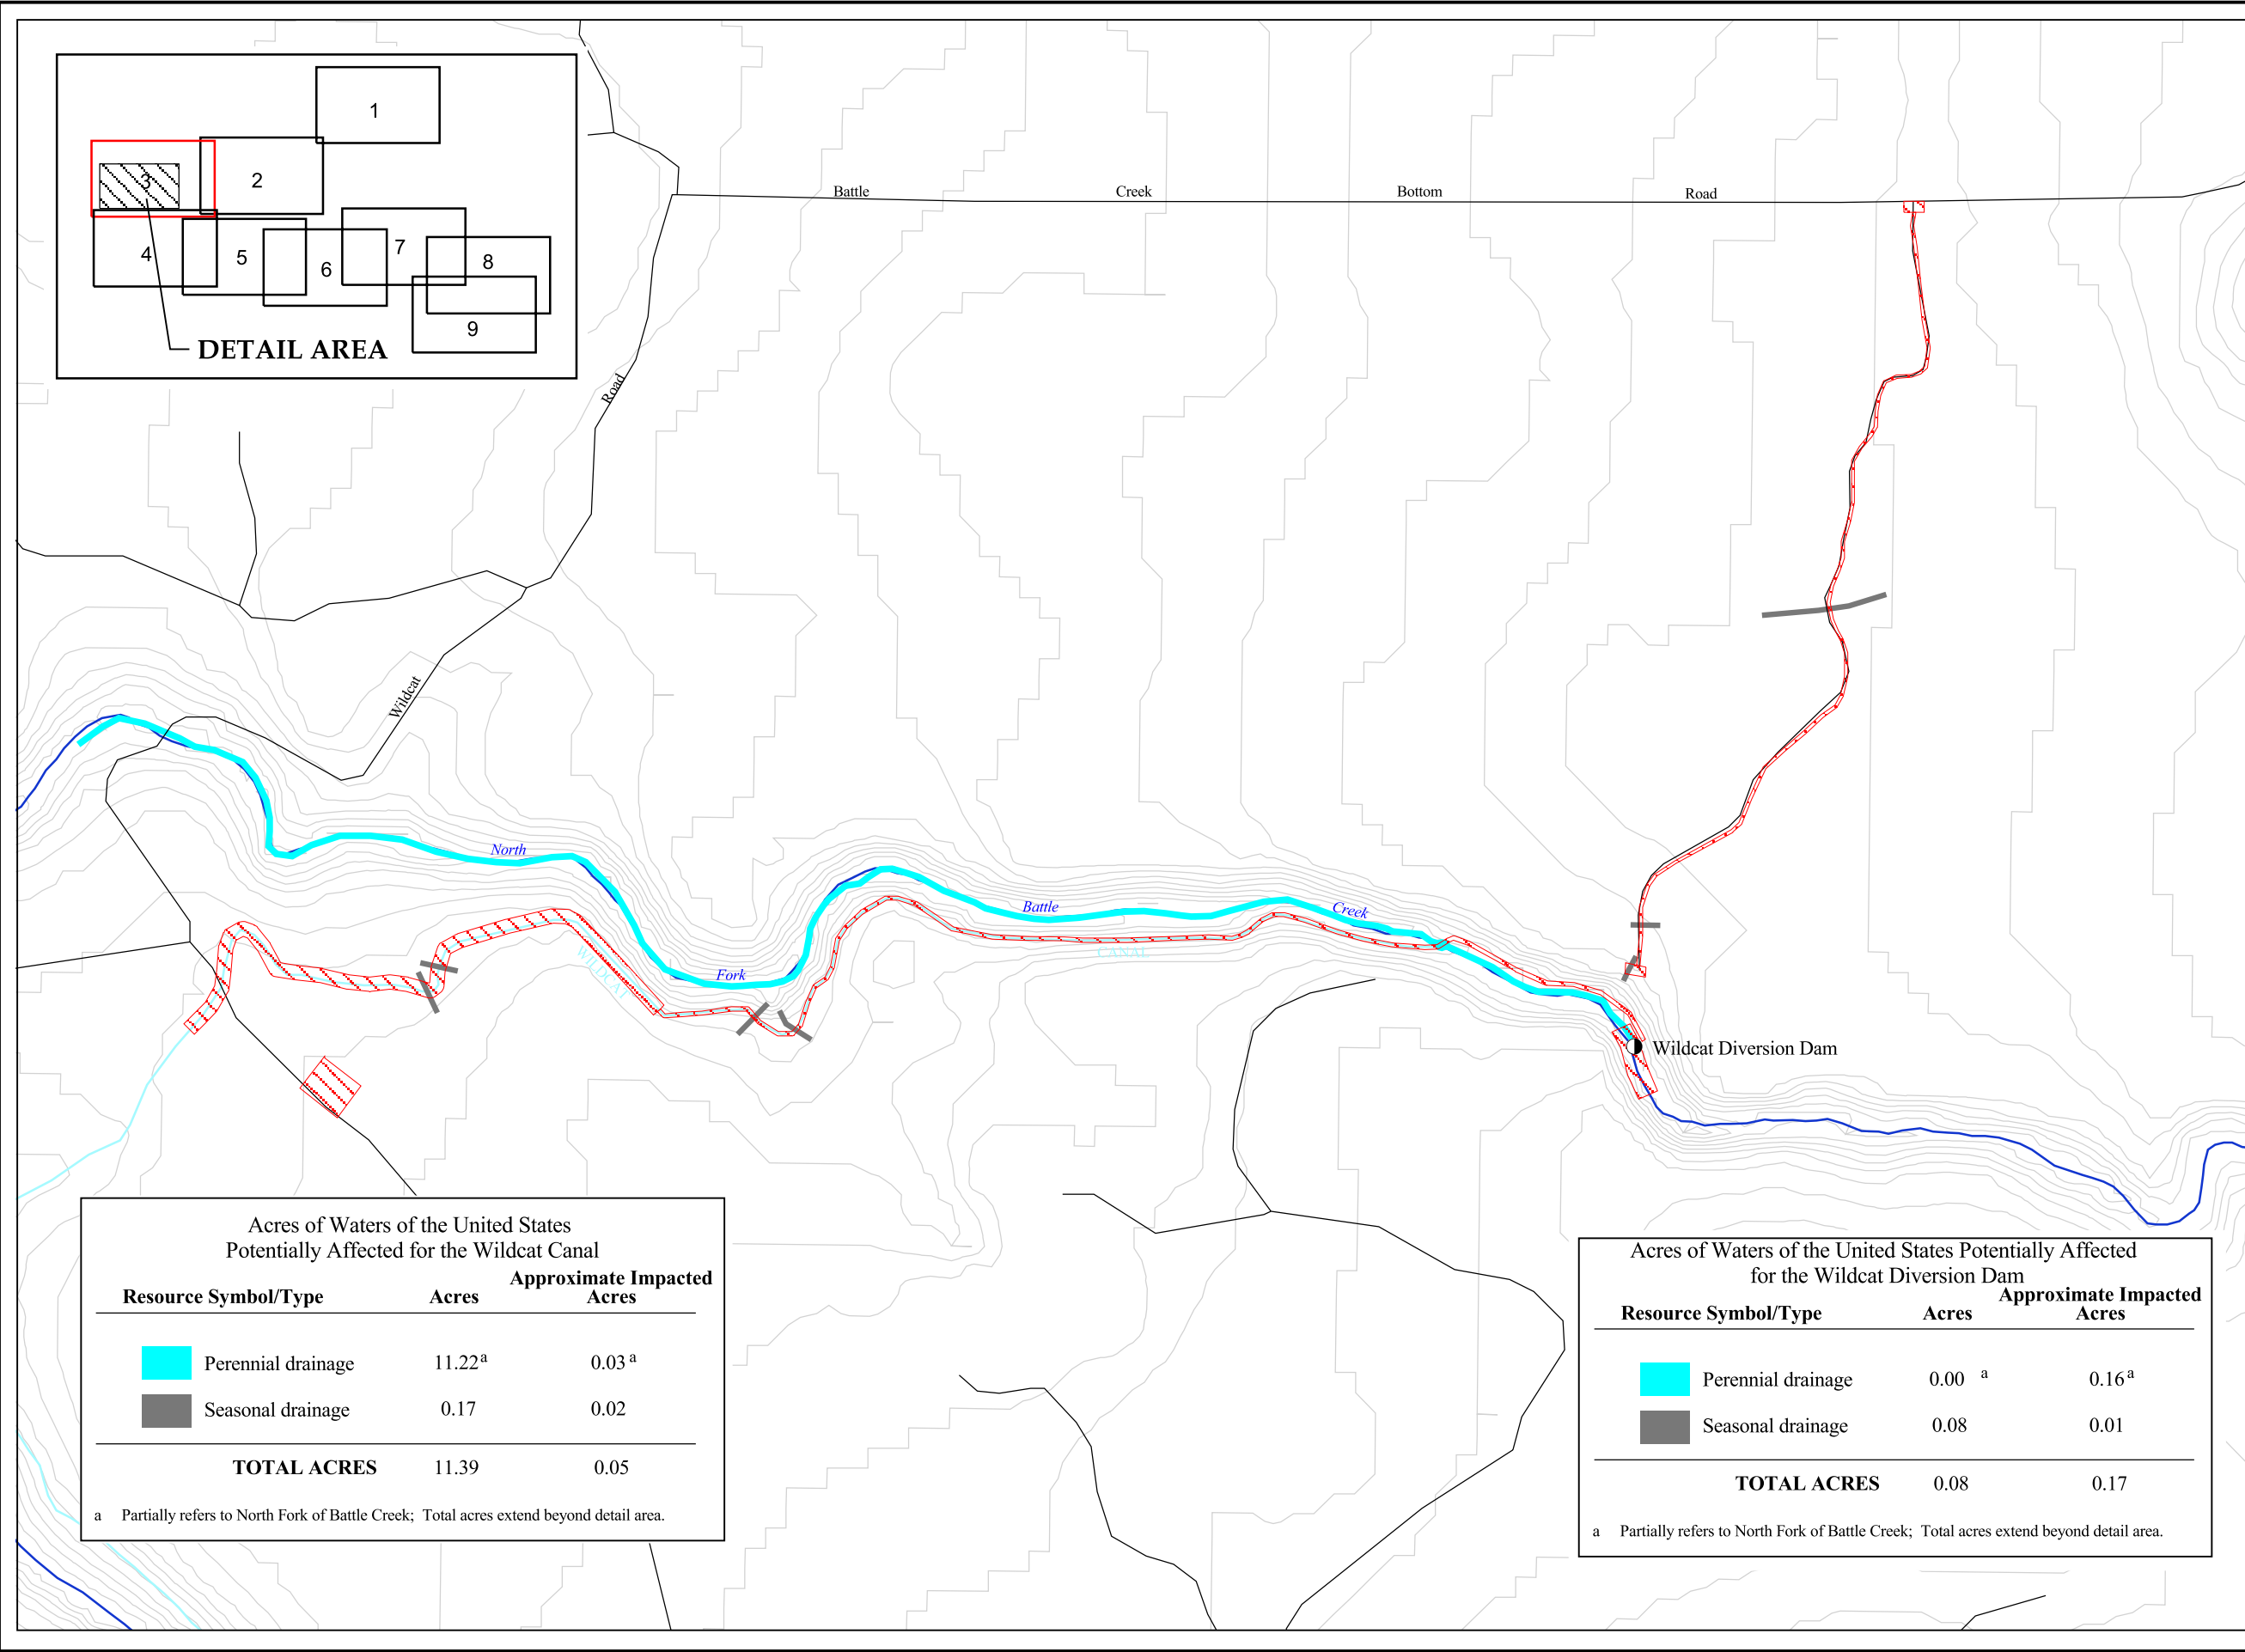 1
2
3
4
5
6
7
8
9
DETAIL AREA
Battle Creek Bottom Road
Road
Wildcat
North
Battle
Creek
Fork
WILDCAT
CANAL
Wildcat Diversion Dam
Acres of Waters of the United States
Potentially Affected for the Wildcat Canal
Approximate Impacted
Resource Symbol/Type Acres Acres
Perennial drainage 11.22 a 0.03 a
Seasonal drainage 0.17 0.02
TOTAL ACRES 11.39 0.05
a Partially refers to North Fork of Battle Creek; Total acres extend beyond detail area.
Acres of Waters of the United States Potentially Affected
for the Wildcat Diversion Dam
Approximate Impacted
Resource Symbol/Type Acres Acres
Perennial drainage 0.00 a 0.16 a
Seasonal drainage 0.08 0.01
TOTAL ACRES 0.08 0.17
a Partially refers to North Fork of Battle Creek; Total acres extend beyond detail area.